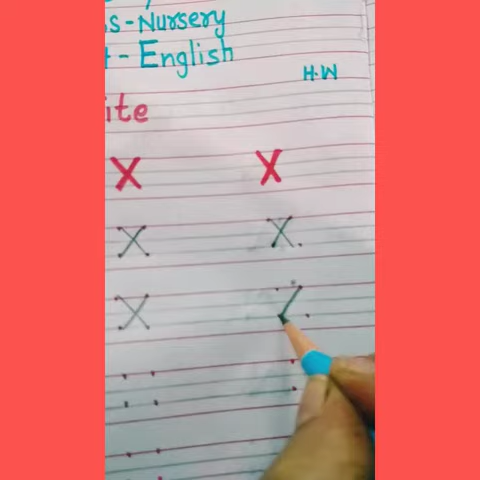 s-Nursery
- English
H.W
ite
X X
X X
X